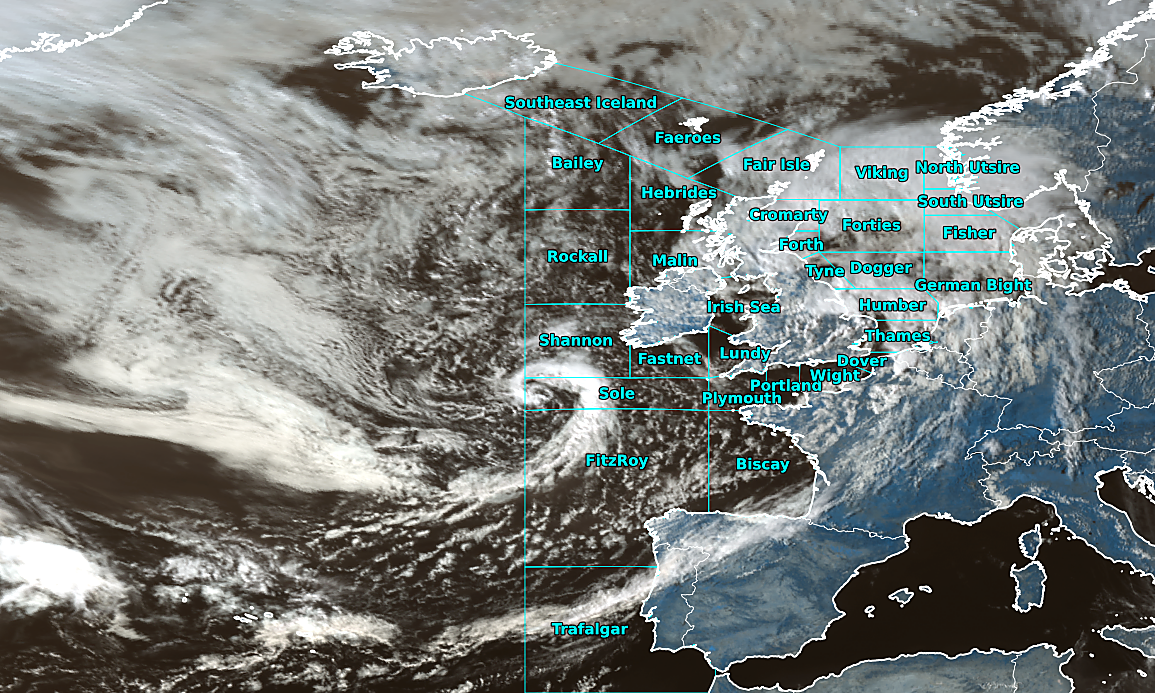 Southeast Iceland
Faeroes
Bailey
Fair Isle
Viking
North Utsire
Hebrides
South Utsire
Cromarty
Forties
Fisher
Forth
Rockall
Malin
Tyne
Dogger
German Bight
Irish Sea
Humber
Shannon
Thames
Fastnet
Lundy
Dover
Wight
Portland
Sole
Plymouth
FitzRoy
Biscay
Trafalgar